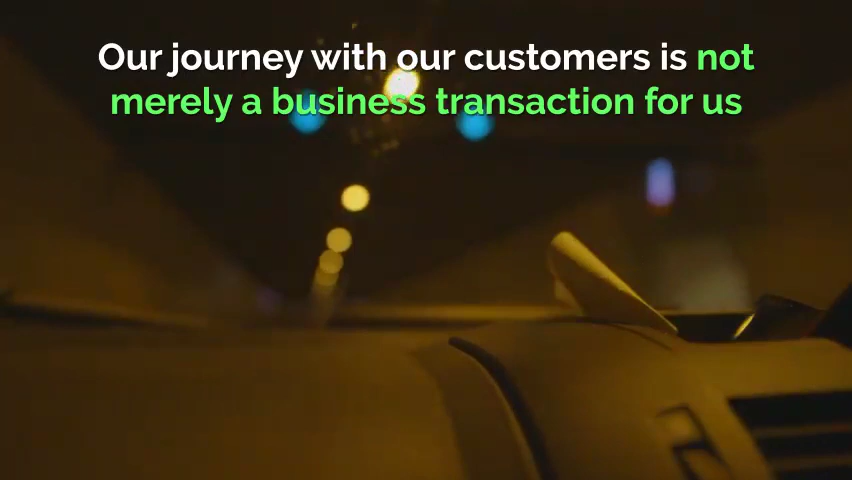 Our journey with our customers is not
merely a business transaction for us